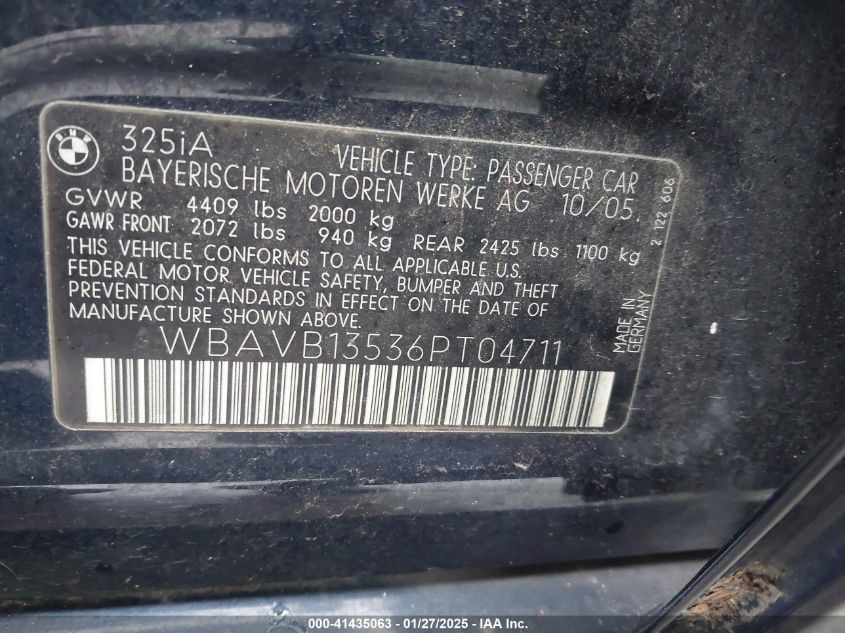 BMW
325iA VEHICLE TYPE: PASSENGER CAR
BAYERISCHE MOTOREN WERKE AG 10/05
GVWR 4409 lbs 2000 kg
GAWR FRONT 2072 lbs 940 kg REAR 2425 lbs 1100 kg
THIS VEHICLE CONFORMS TO ALL APPLICABLE U.S.
FEDERAL MOTOR VEHICLE SAFETY, BUMPER AND THEFT
PREVENTION STANDARDS IN EFFECT ON THE DATE OF
MANUFACTURE SHOWN ABOVE.
WBAVB13536PT04711
MADE IN
GERMANY
2 122 606
000-41435063 - 01/27/2025 - IAA Inc.